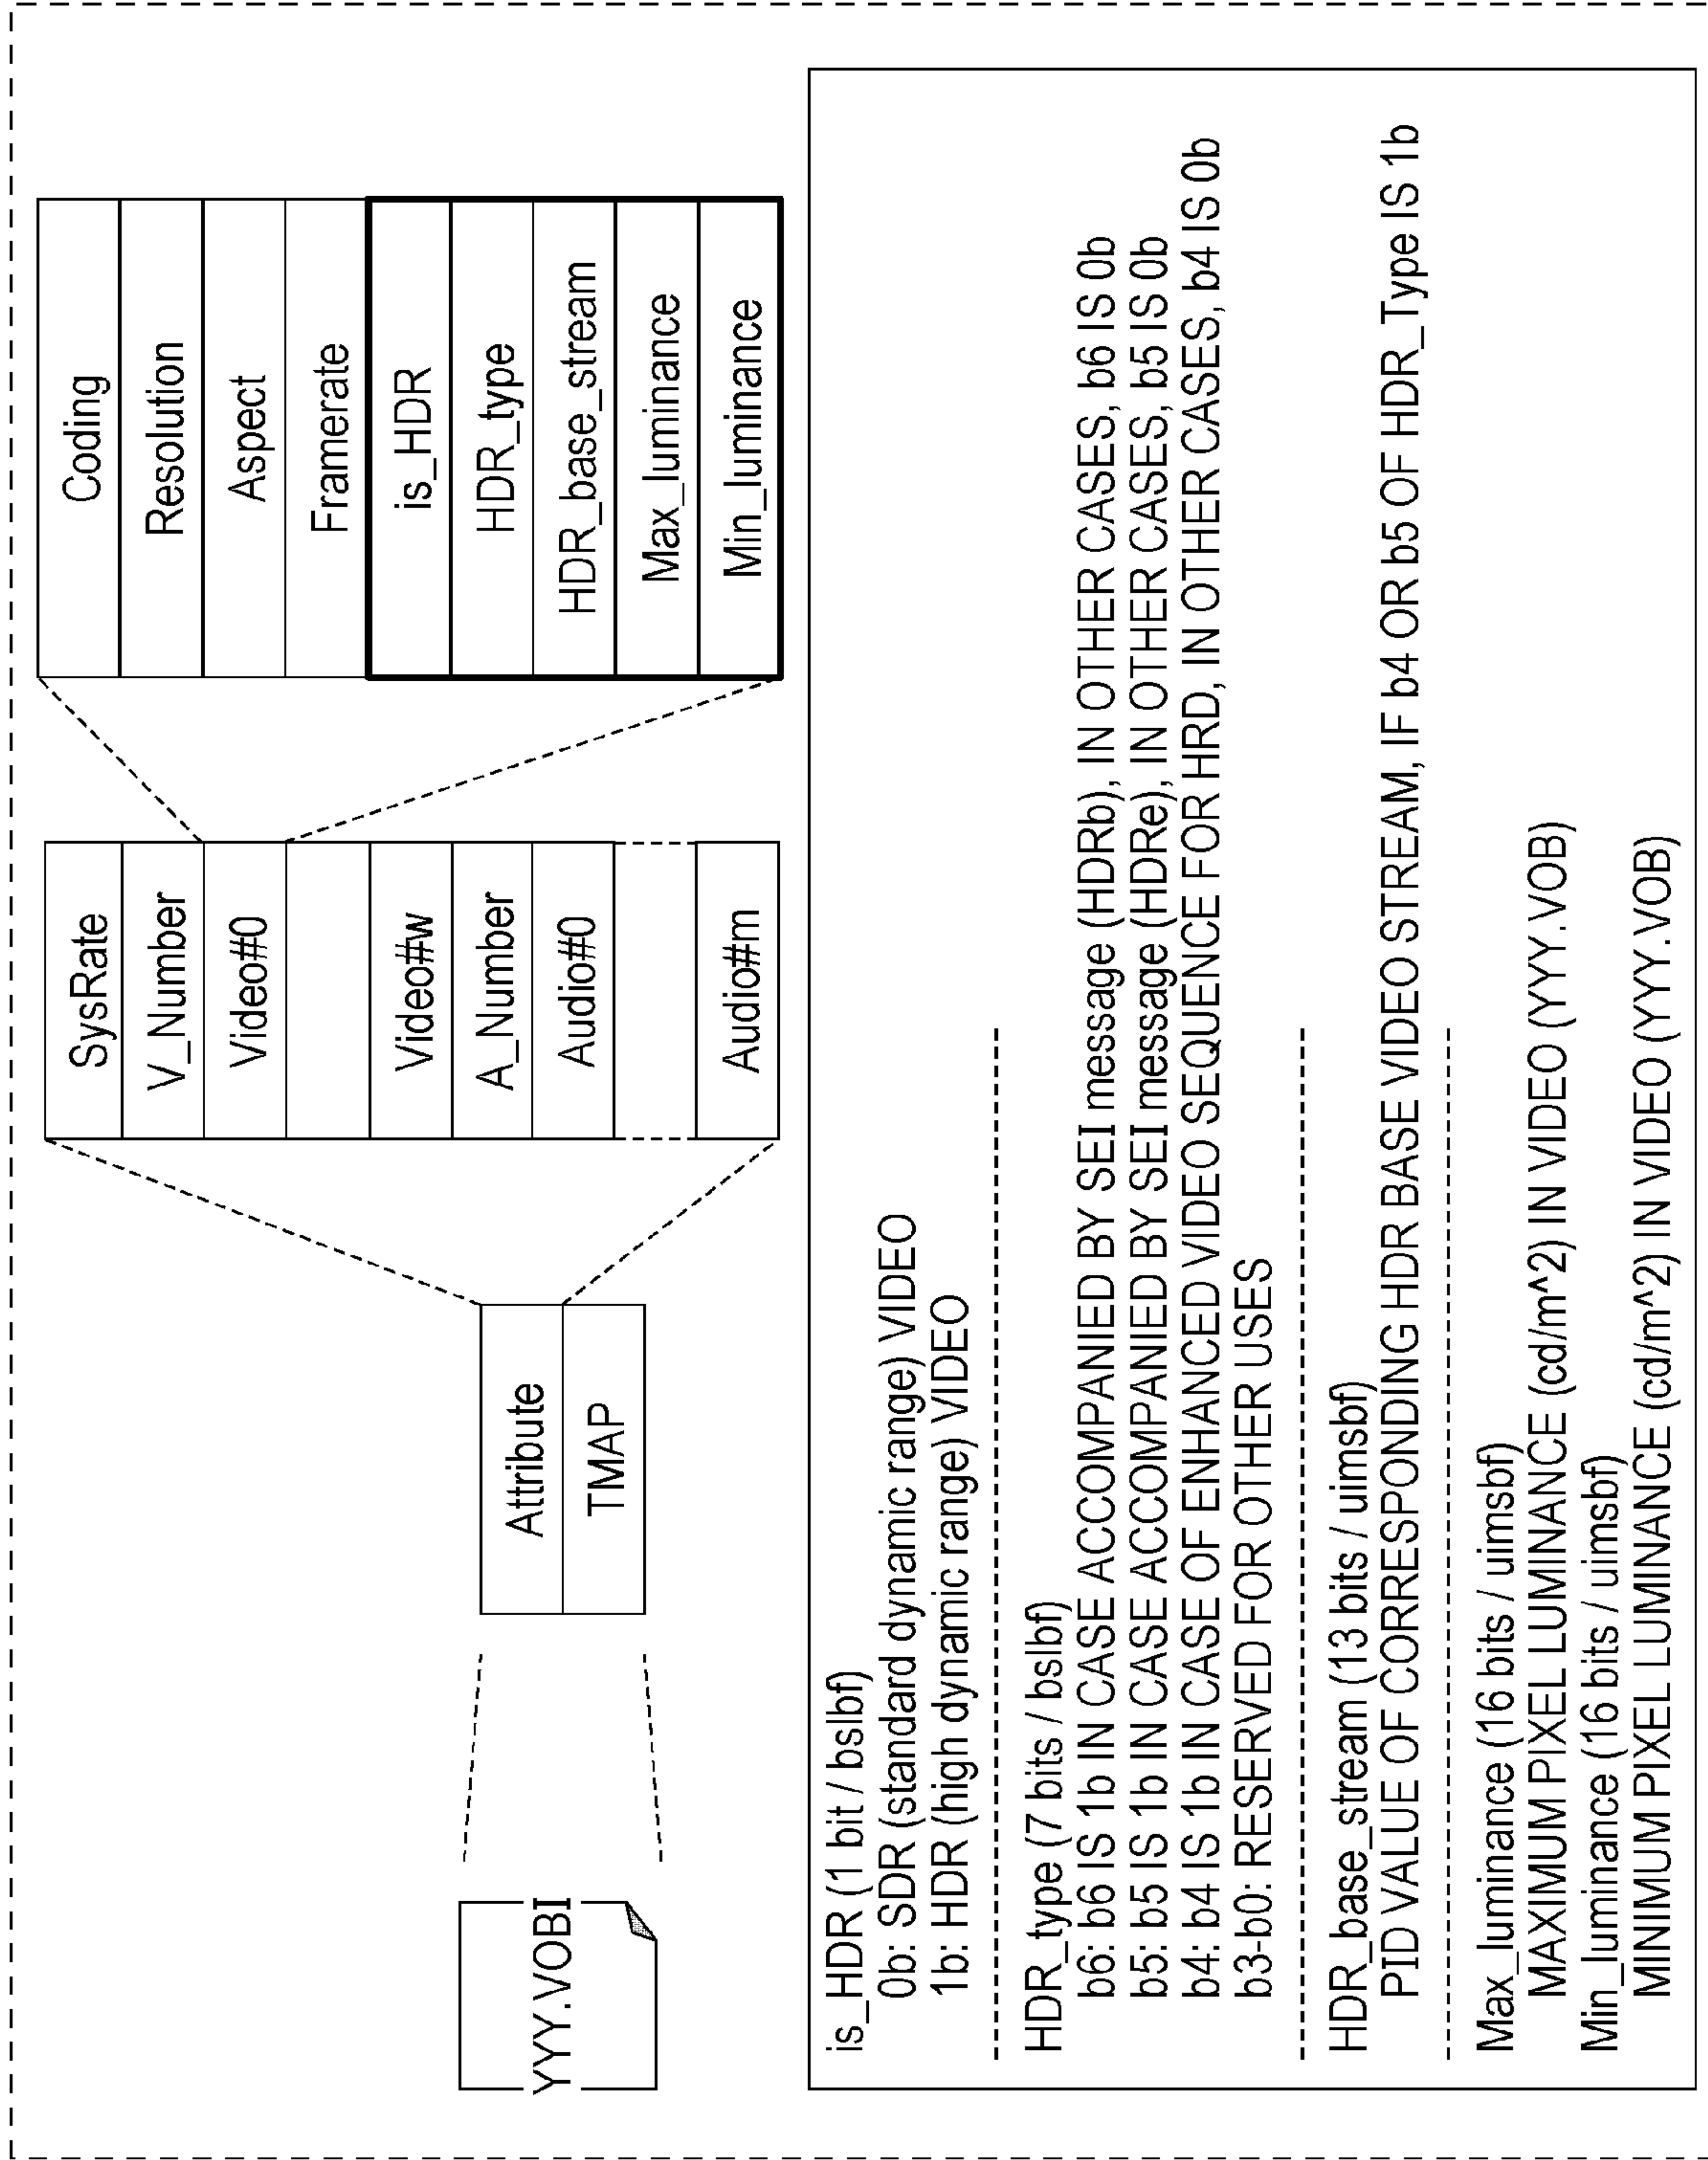 YYY.VOBI
Attribute
TMAP
SysRate
V_Number
Video#0
Video#w
A_Number
Audio#0
Audio#m
Coding
Resolution
Aspect
Framerate
is_HDR
HDR_type
HDR_base_stream
Max_luminance
Min_luminance
is_HDR (1 bit / bslbf)
0b: SDR (standard dynamic range) VIDEO
1b: HDR (high dynamic range) VIDEO
HDR_type (7 bits / bslbf)
b6: b6 IS 1b IN CASE ACCOMPANIED BY SEI message (HDRb), IN OTHER CASES, b6 IS 0b
b5: b5 IS 1b IN CASE ACCOMPANIED BY SEI message (HDRe), IN OTHER CASES, b5 IS 0b
b4: b4 IS 1b IN CASE OF ENHANCED VIDEO SEQUENCE FOR HRD, IN OTHER CASES, b4 IS 0b
b3-b0: RESERVED FOR OTHER USES
HDR_base_stream (13 bits / uimsbf)
PID VALUE OF CORRESPONDING HDR BASE VIDEO STREAM, IF b4 OR b5 OF HDR_Type IS 1b
Max_luminance (16 bits / uimsbf)
MAXIMUM PIXEL LUMINANCE (cd/m^2) IN VIDEO (YYY.VOB)
Min_luminance (16 bits / uimsbf)
MINIMUM PIXEL LUMINANCE (cd/m^2) IN VIDEO (YYY.VOB)